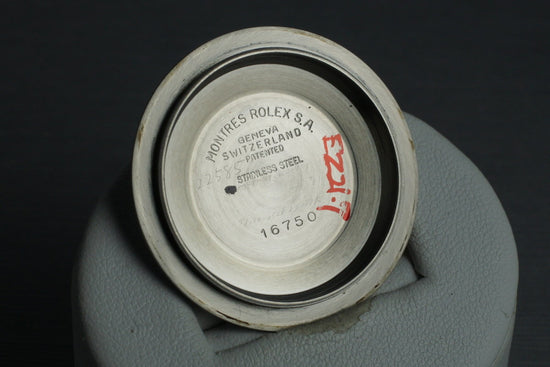 MONTRES ROLEX S.A.
GENEVA
SWITZERLAND
PATENTED
STAINLESS STEEL
16750